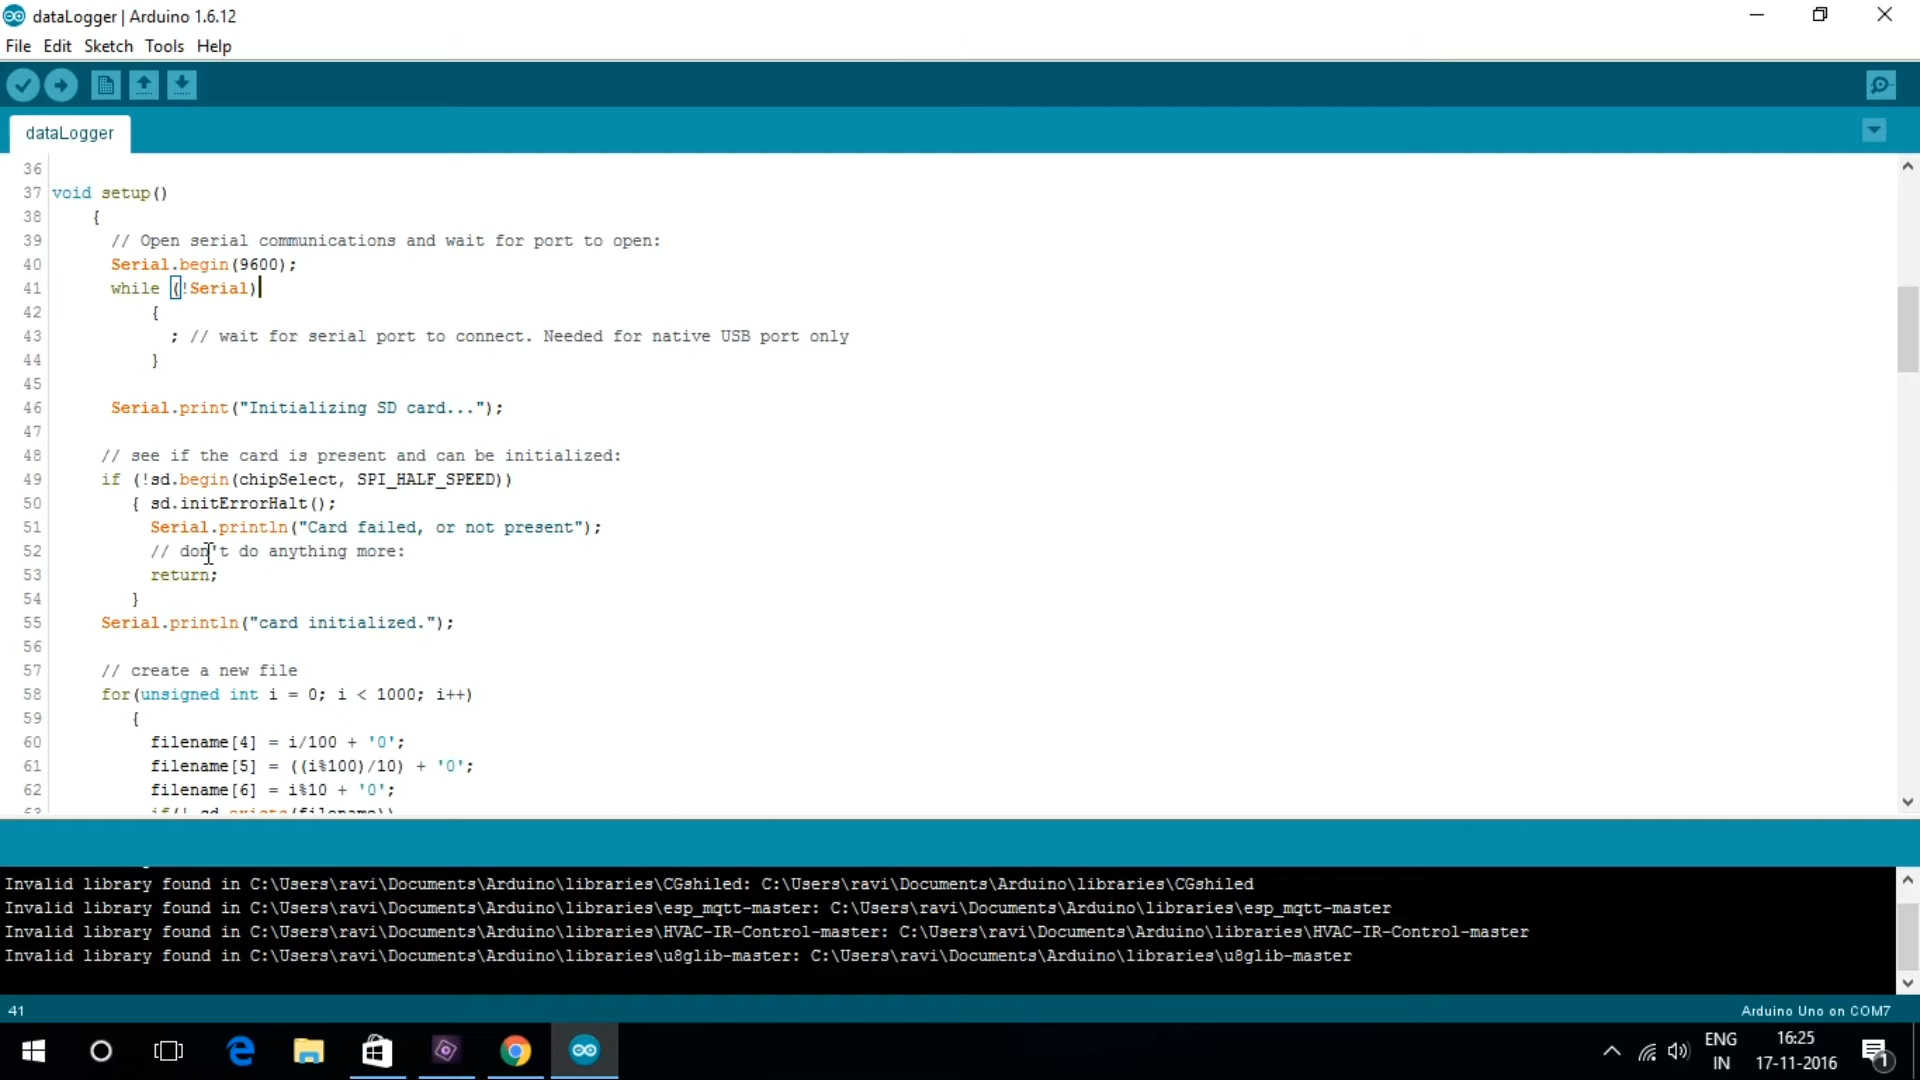 dataLogger | Arduino 1.6.12
File Edit Sketch Tools Help
dataLogger
36
37 void setup()
38 {
39 // Open serial communications and wait for port to open:
40 Serial.begin(9600);
41 while (!Serial)
42 {
43 ; // wait for serial port to connect. Needed for native USB port only
44 }
45
46 Serial.print("Initializing SD card...");
47
48 // see if the card is present and can be initialized:
49 if (!sd.begin(chipSelect, SPI_HALF_SPEED))
50 { sd.initErrorHalt();
51 Serial.println("Card failed, or not present");
52 // don't do anything more:
53 return;
54 }
55 Serial.println("card initialized.");
56
57 // create a new file
58 for(unsigned int i = 0; i < 1000; i++)
59 {
60 filename[4] = i/100 + '0';
61 filename[5] = ((i%100)/10) + '0';
62 filename[6] = i%10 + '0';
63 if(! sd.exists(filename))
Invalid library found in C:\Users\ravi\Documents\Arduino\libraries\CGshiled: C:\Users\ravi\Documents\Arduino\libraries\CGshiled
Invalid library found in C:\Users\ravi\Documents\Arduino\libraries\esp_mqtt-master: C:\Users\ravi\Documents\Arduino\libraries\esp_mqtt-master
Invalid library found in C:\Users\ravi\Documents\Arduino\libraries\HVAC-IR-Control-master: C:\Users\ravi\Documents\Arduino\libraries\HVAC-IR-Control-master
Invalid library found in C:\Users\ravi\Documents\Arduino\libraries\u8glib-master: C:\Users\ravi\Documents\Arduino\libraries\u8glib-master
41 Arduino Uno on COM7
ENG 16:25
IN 17-11-2016 1